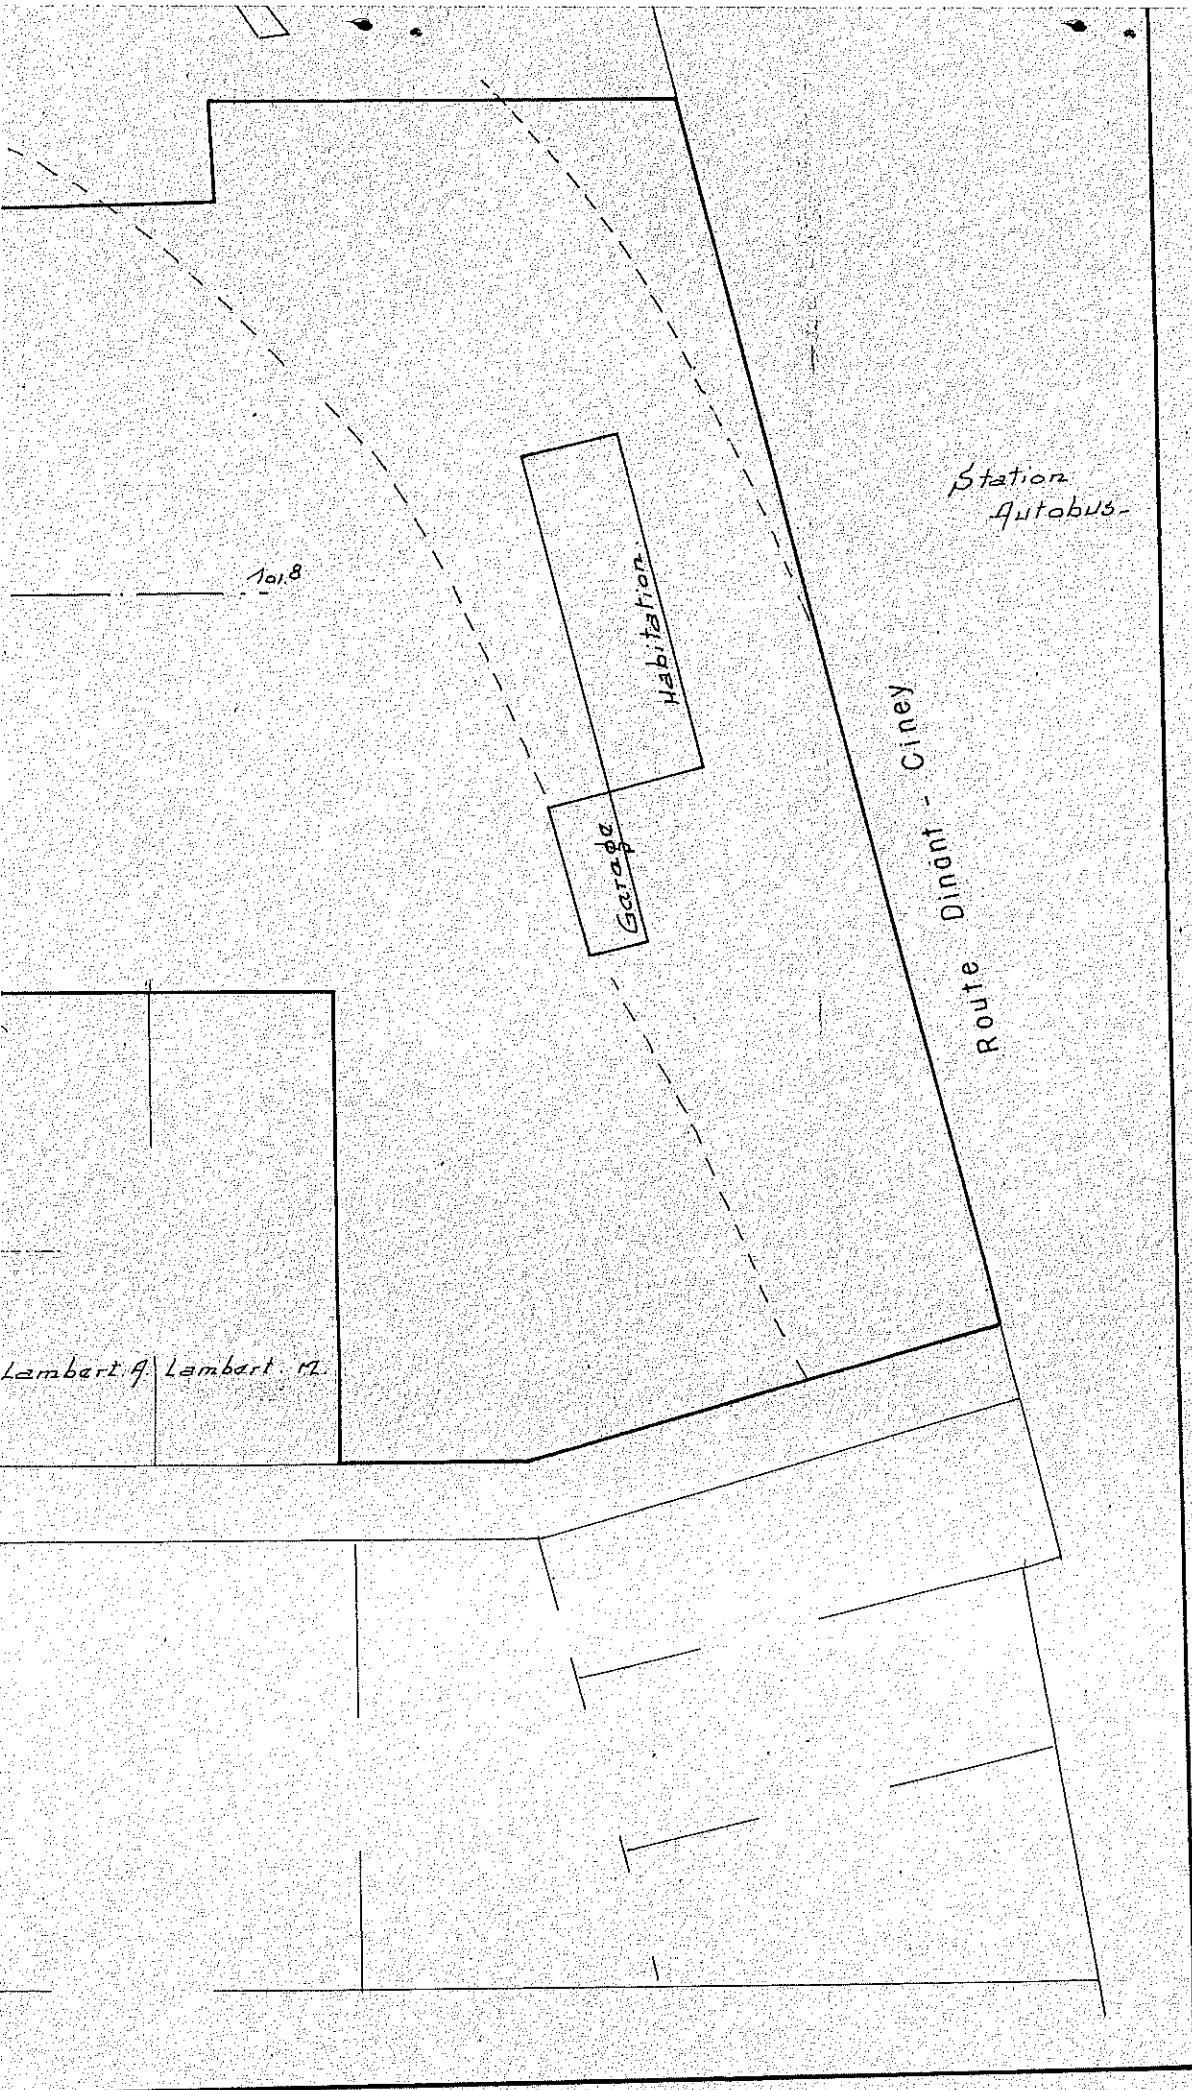 Station
Autobus-
101,8
Habitation.
Garage
Route Dinant - Ciney
Lambert. A. Lambert. M.